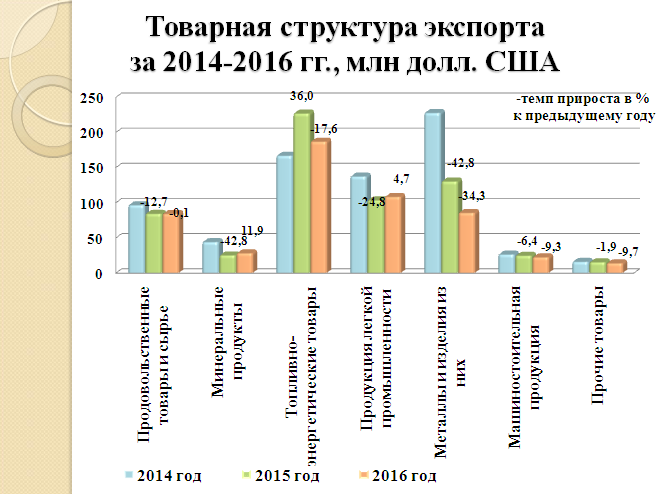 Товарная структура экспорта
за 2014-2016 гг., млн долл. США
-темп прироста в %
к предыдущему году
250
200
150
100
50
0
-12,7
-0,1
-42,8
11,9
36,0
-17,6
-24,8
4,7
-42,8
-34,3
-6,4
-9,3
-1,9
-9,7
Продовольственные
товары и сырье
Минеральные
продукты
Топливно-
энергетические товары
Продукция легкой
промышленности
Металлы и изделия из
них
Машиностоительная
продукция
Прочие товары
2014 год
2015 год
2016 год